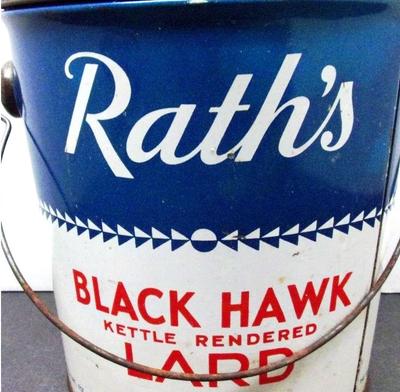 Rath's
BLACK HAWK
KETTLE RENDERED
LARD